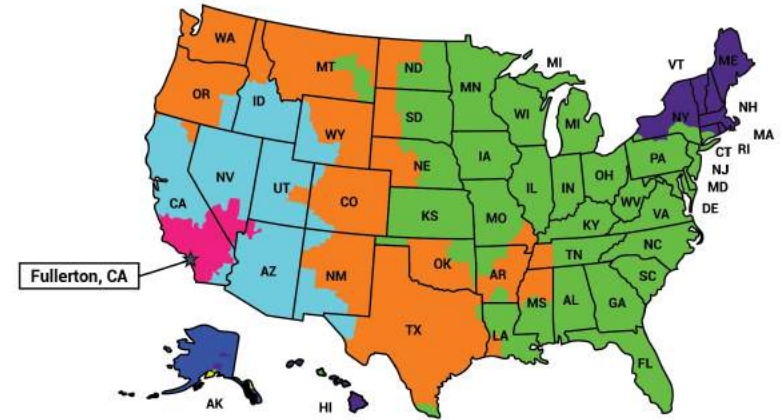 WA
MT
ND
MN
MI
VT
ME
OR
ID
WY
SD
WI
MI
NY
NH
MA
RI
CT
NJ
MD
DE
NV
UT
CO
NE
IA
IL
IN
OH
PA
CA
KS
MO
KY
WV
VA
Fullerton, CA
AZ
NM
OK
AR
TN
NC
SC
TX
LA
MS
AL
GA
FL
AK
HI